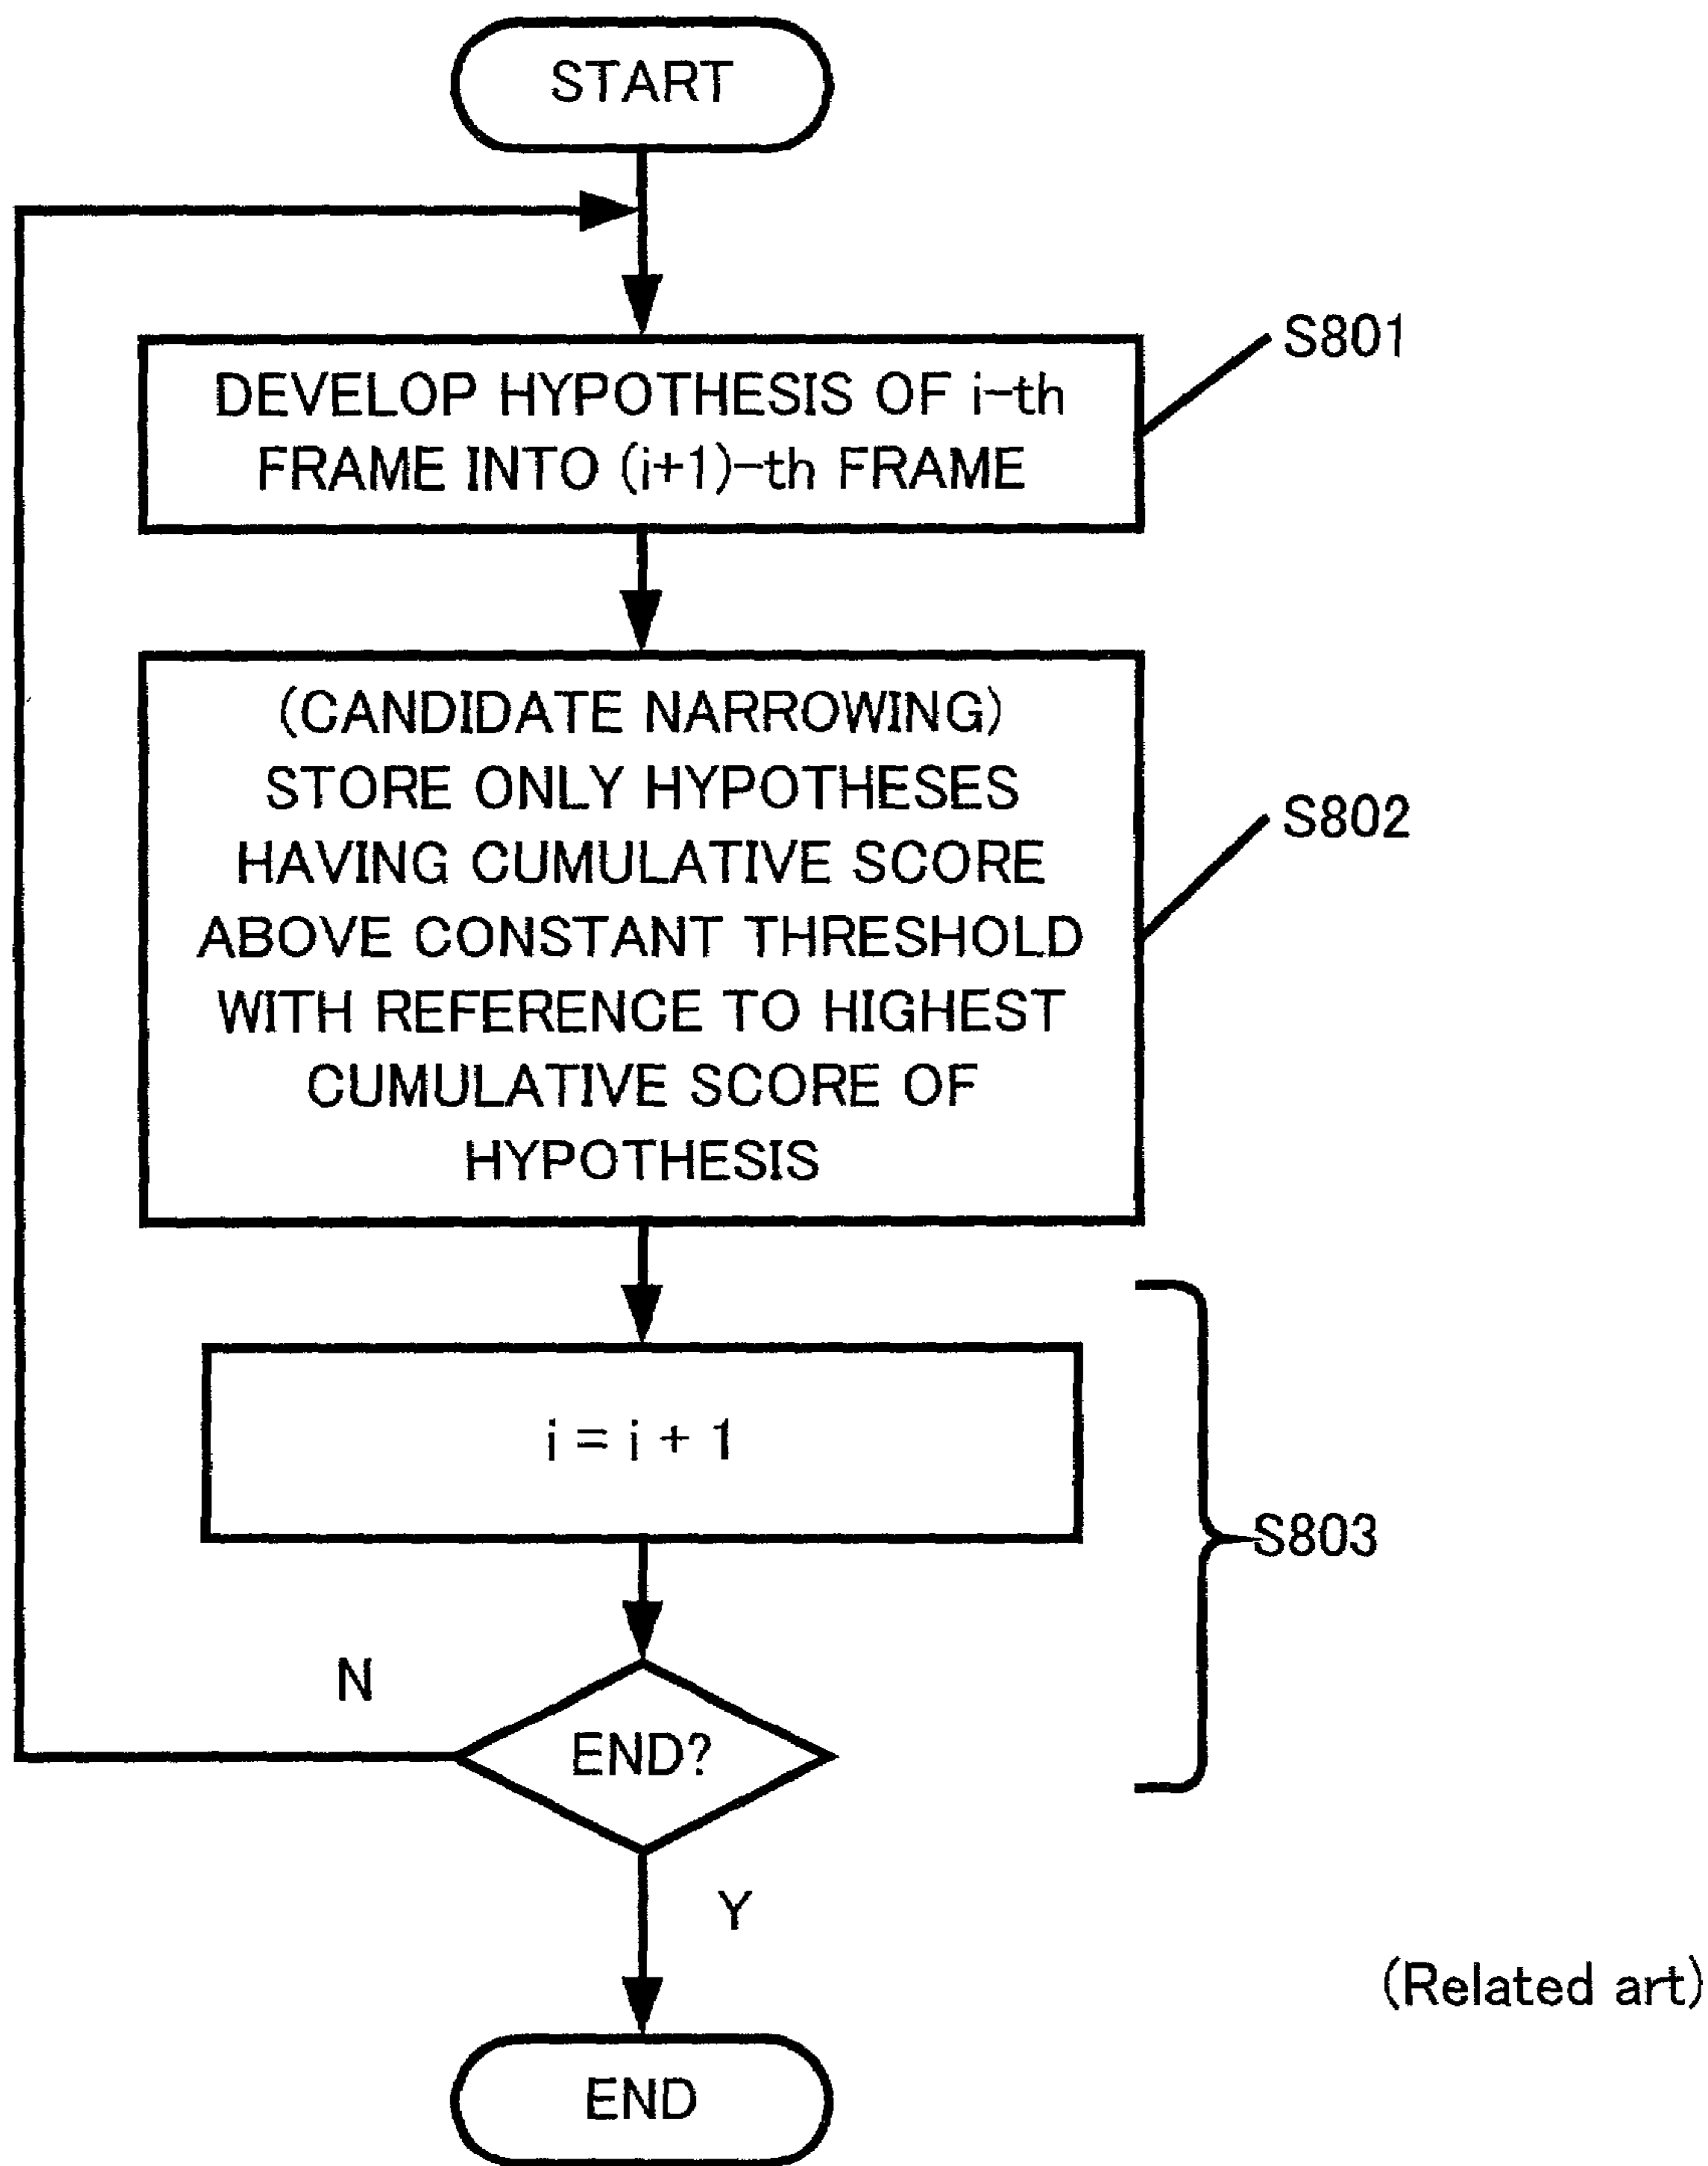 START
DEVELOP HYPOTHESIS OF i-th
FRAME INTO (i+1)-th FRAME
S801
(CANDIDATE NARROWING)
STORE ONLY HYPOTHESES
HAVING CUMULATIVE SCORE
ABOVE CONSTANT THRESHOLD
WITH REFERENCE TO HIGHEST
CUMULATIVE SCORE OF
HYPOTHESIS
S802
i = i + 1
S803
N
END?
Y
(Related art)
END